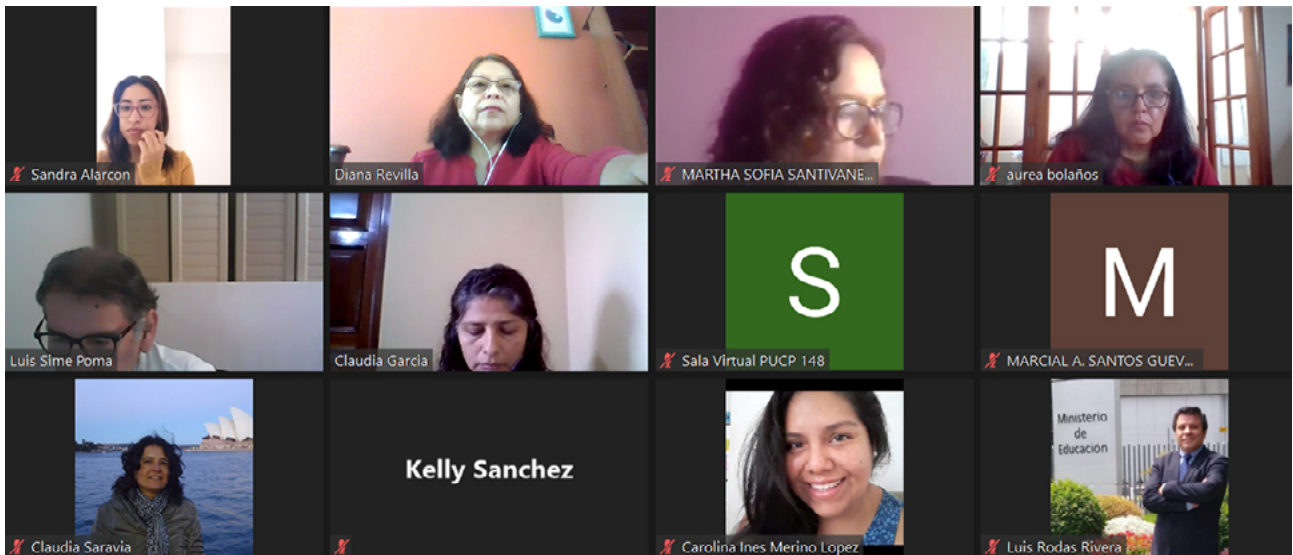 Sandra Alarcon
Diana Revilla
MARTHA SOFIA SANTIVANE...
aurea bolaños
Luis Sime Poma
Claudia Garcia
S
Sala Virtual PUCP 148
M
MARCIAL A. SANTOS GUEV...
Claudia Saravia
Kelly Sanchez
Carolina Ines Merino Lopez
Ministerio
de
Educación
Luis Rodas Rivera